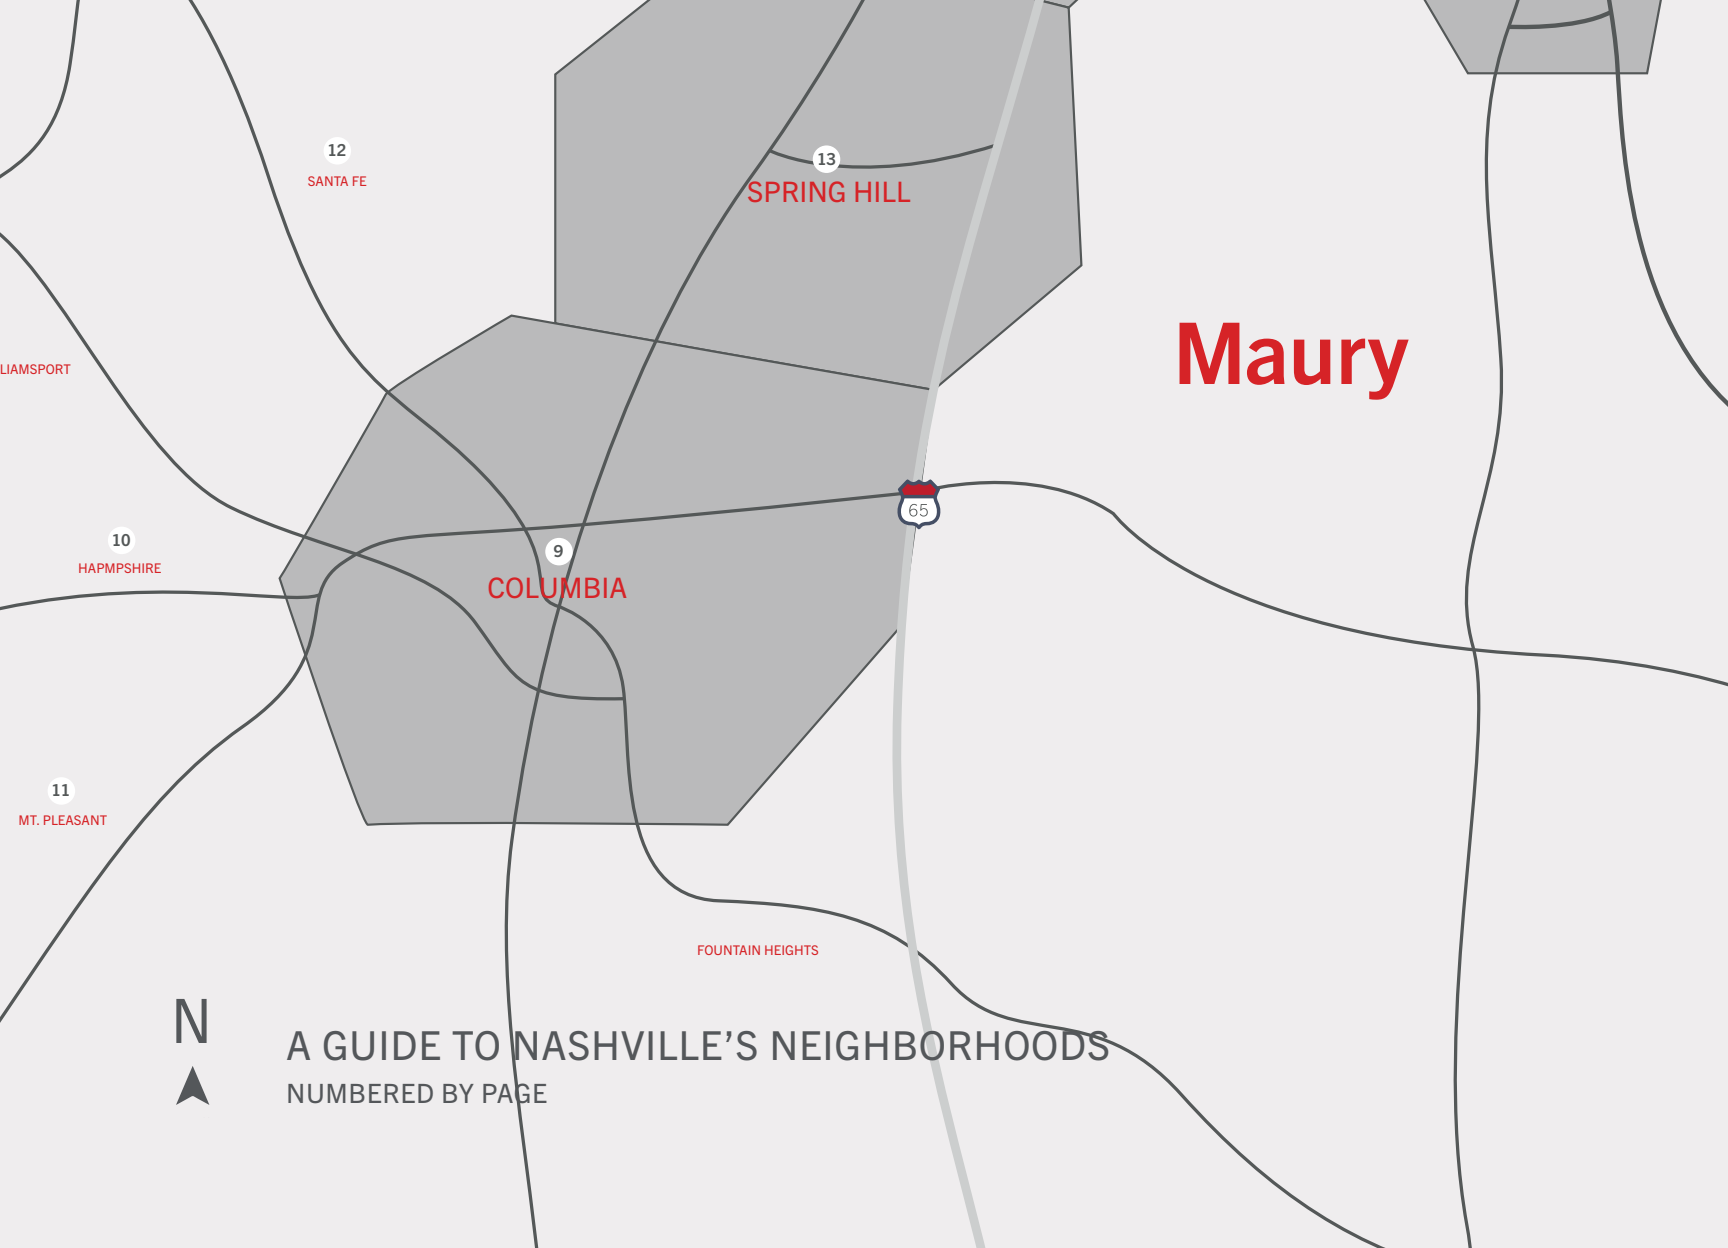 12
SANTA FE
13
SPRING HILL
Maury
LIAMSPORT
65
10
HAPMPSHIRE
9
COLUMBIA
11
MT. PLEASANT
FOUNTAIN HEIGHTS
N
A GUIDE TO NASHVILLE’S NEIGHBORHOODS
NUMBERED BY PAGE